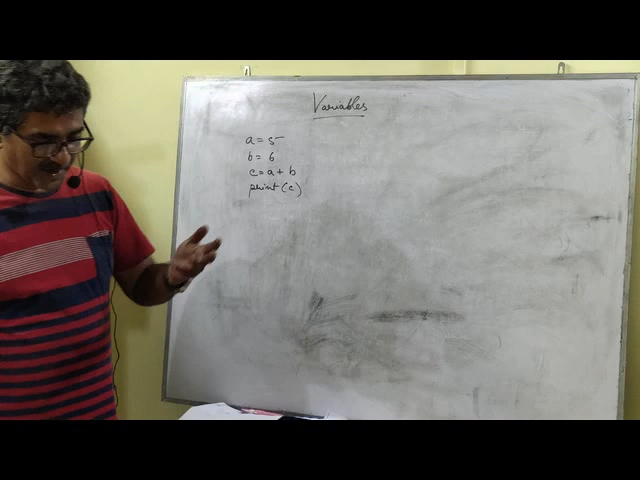 Variables
a = 5
b = 6
c = a + b
print (c)